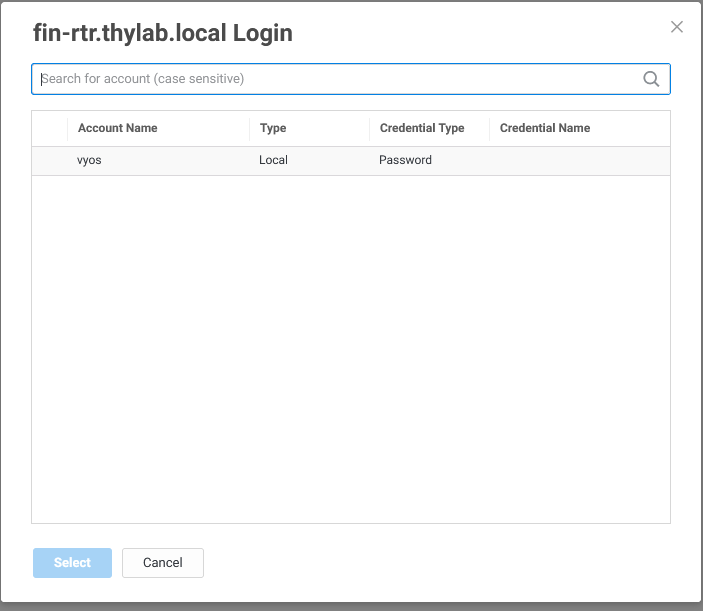 fin-rtr.thylab.local Login
Search for account (case sensitive)
Account Name Type Credential Type Credential Name
vyos Local Password
Select Cancel